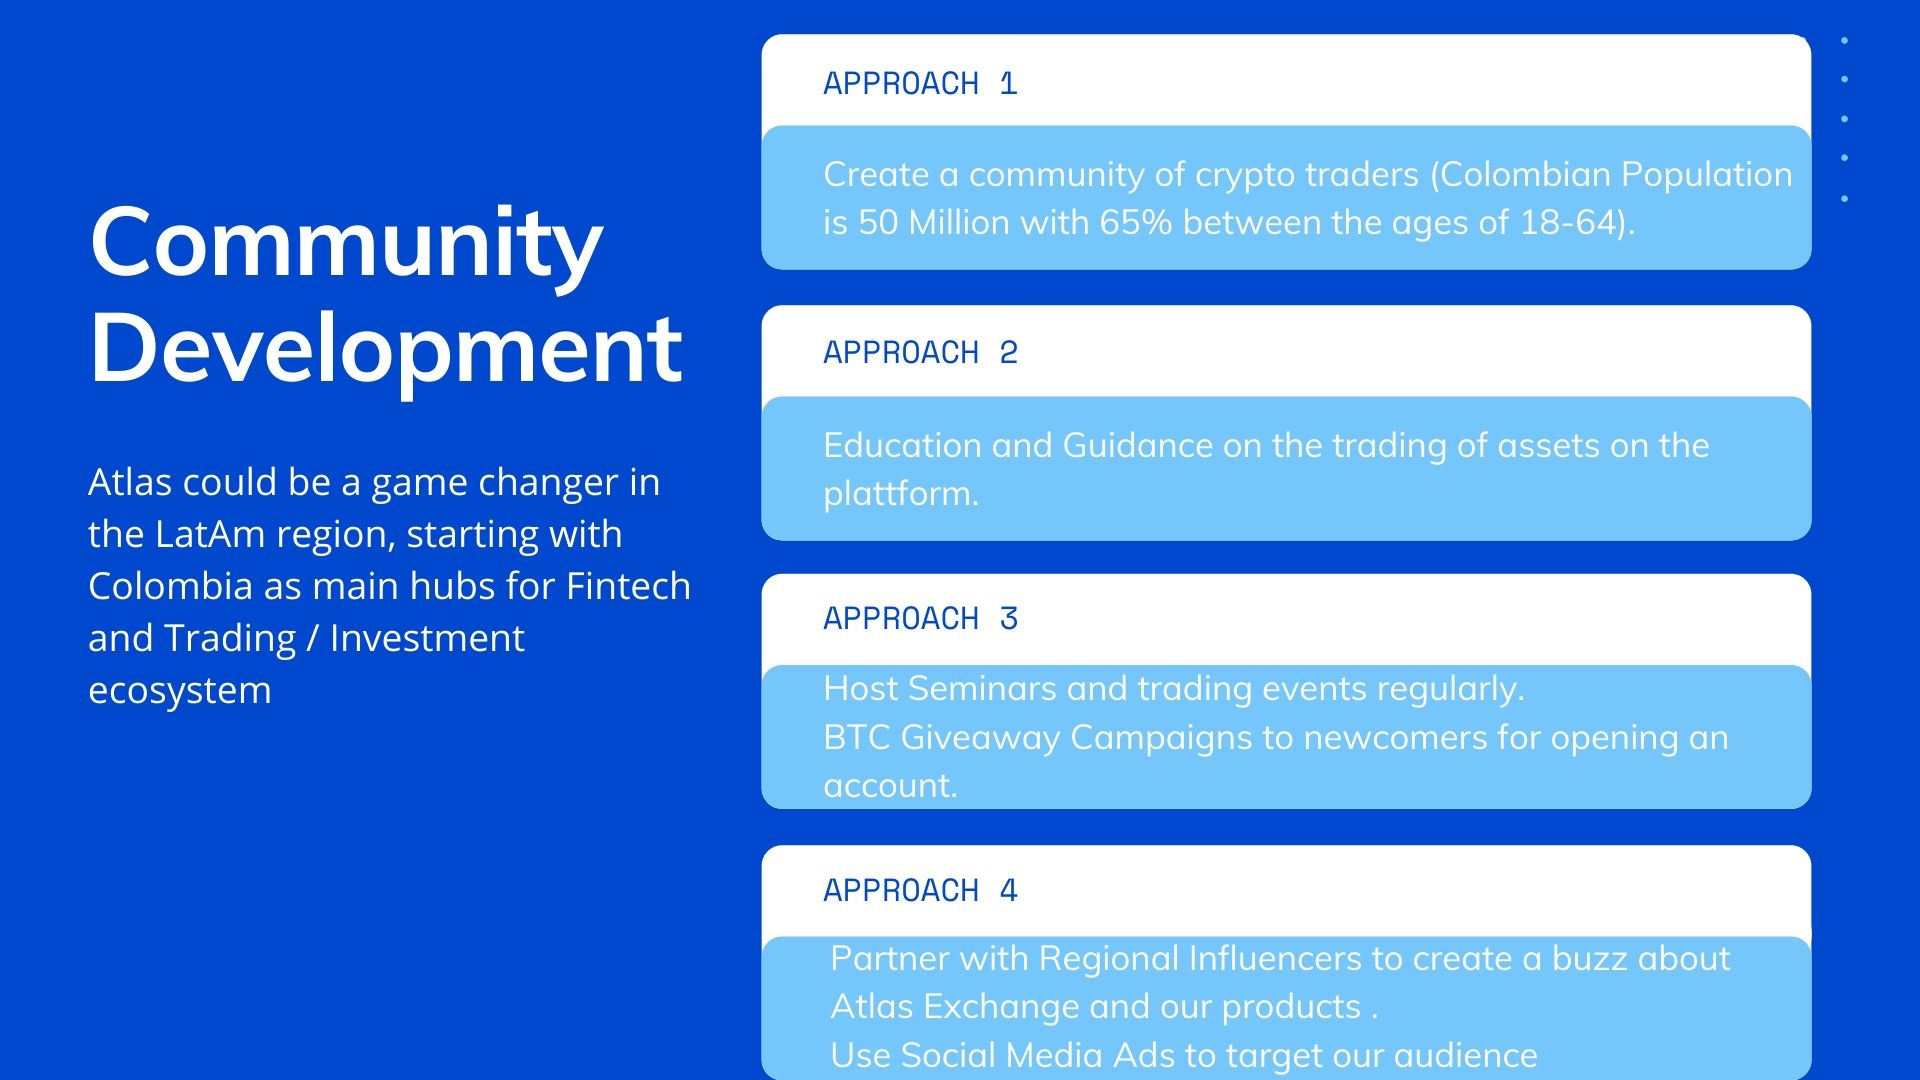 Community
Development
Atlas could be a game changer in
the LatAm region, starting with
Colombia as main hubs for Fintech
and Trading / Investment
ecosystem
APPROACH 1
Create a community of crypto traders (Colombian Population
is 50 Million with 65% between the ages of 18-64).
APPROACH 2
Education and Guidance on the trading of assets on the
plattform.
APPROACH 3
Host Seminars and trading events regularly.
BTC Giveaway Campaigns to newcomers for opening an
account.
APPROACH 4
Partner with Regional Influencers to create a buzz about
Atlas Exchange and our products .
Use Social Media Ads to target our audience